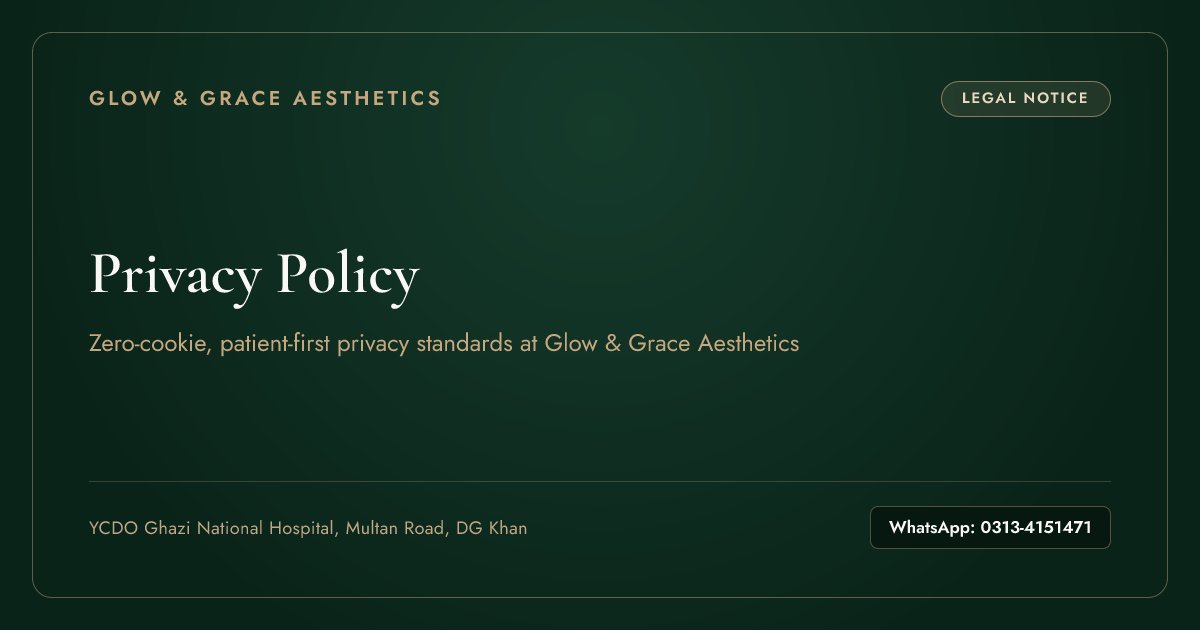 GLOW & GRACE AESTHETICS
LEGAL NOTICE
Privacy Policy
Zero-cookie, patient-first privacy standards at Glow & Grace Aesthetics
YCDO Ghazi National Hospital, Multan Road, DG Khan
WhatsApp: 0313-4151471